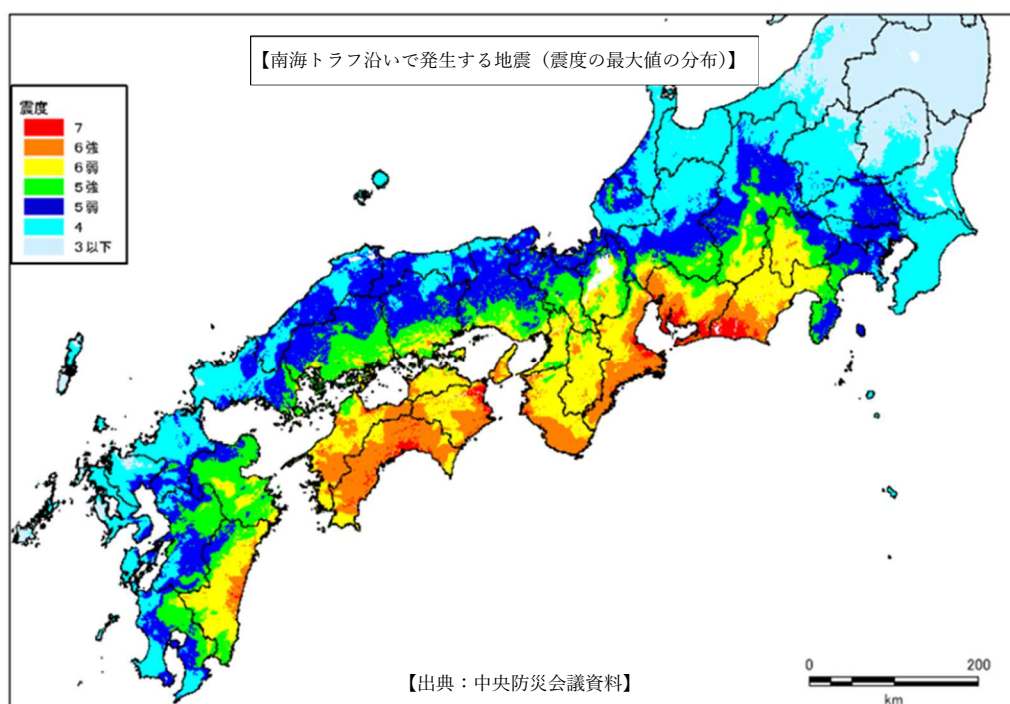 【南海トラフ沿いで発生する地震（震度の最大値の分布）】
震度
7
6強
6弱
5強
5弱
4
3以下
【出典：中央防災会議資料】
0 200
km